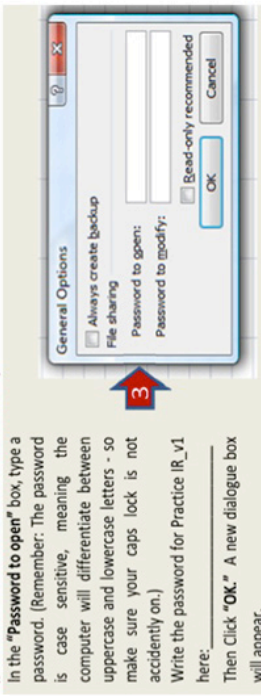 In the "Password to open" box, type a
password. (Remember: The password
is case sensitive, meaning the
computer will differentiate between
uppercase and lowercase letters - so
make sure your caps lock is not
accidently on.)
Write the password for Practice IR_v1
here:____________________
Then Click "OK." A new dialogue box
will appear.
3
General Options
Always create backup
File sharing
Password to open:
Password to modify:
Read-only recommended
OK
Cancel